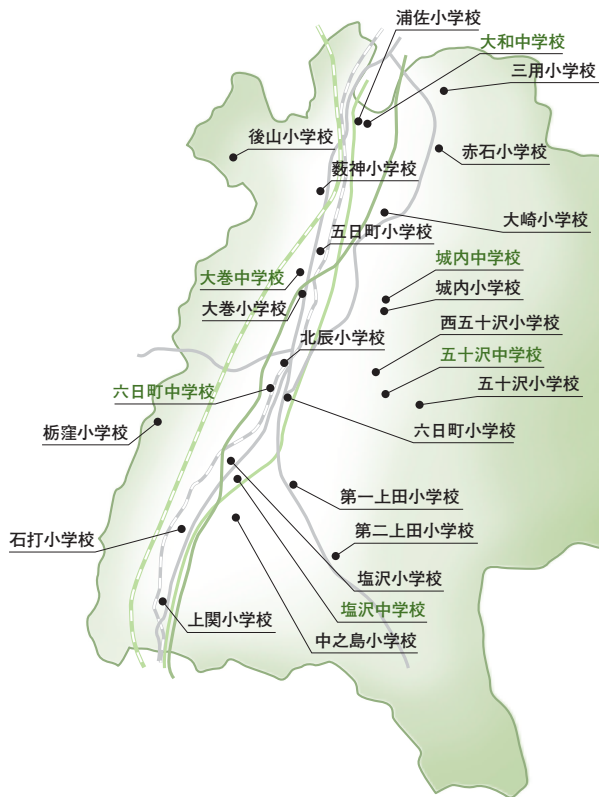 浦佐小学校
大和中学校
三用小学校
後山小学校
赤石小学校
薮神小学校
大崎小学校
五日町小学校
城内中学校
大巻中学校
城内小学校
大巻小学校
西五十沢小学校
北辰小学校
五十沢中学校
六日町中学校
五十沢小学校
栃窪小学校
六日町小学校
第一上田小学校
第二上田小学校
石打小学校
塩沢小学校
塩沢中学校
上関小学校
中之島小学校